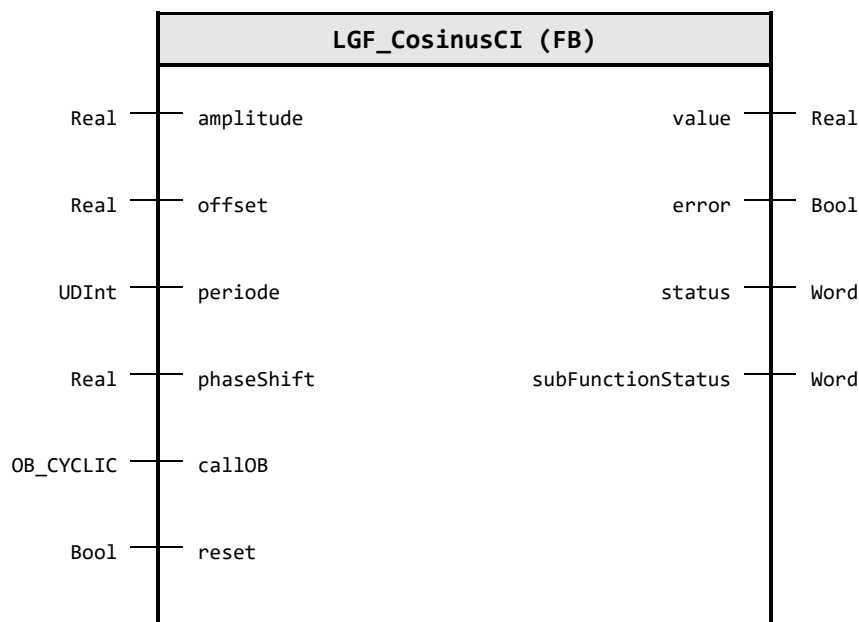 LGF_CosinusCI (FB)
Real amplitude value Real
Real offset error Bool
UDInt periode status Word
Real phaseShift subFunctionStatus Word
OB_CYCLIC callOB
Bool reset